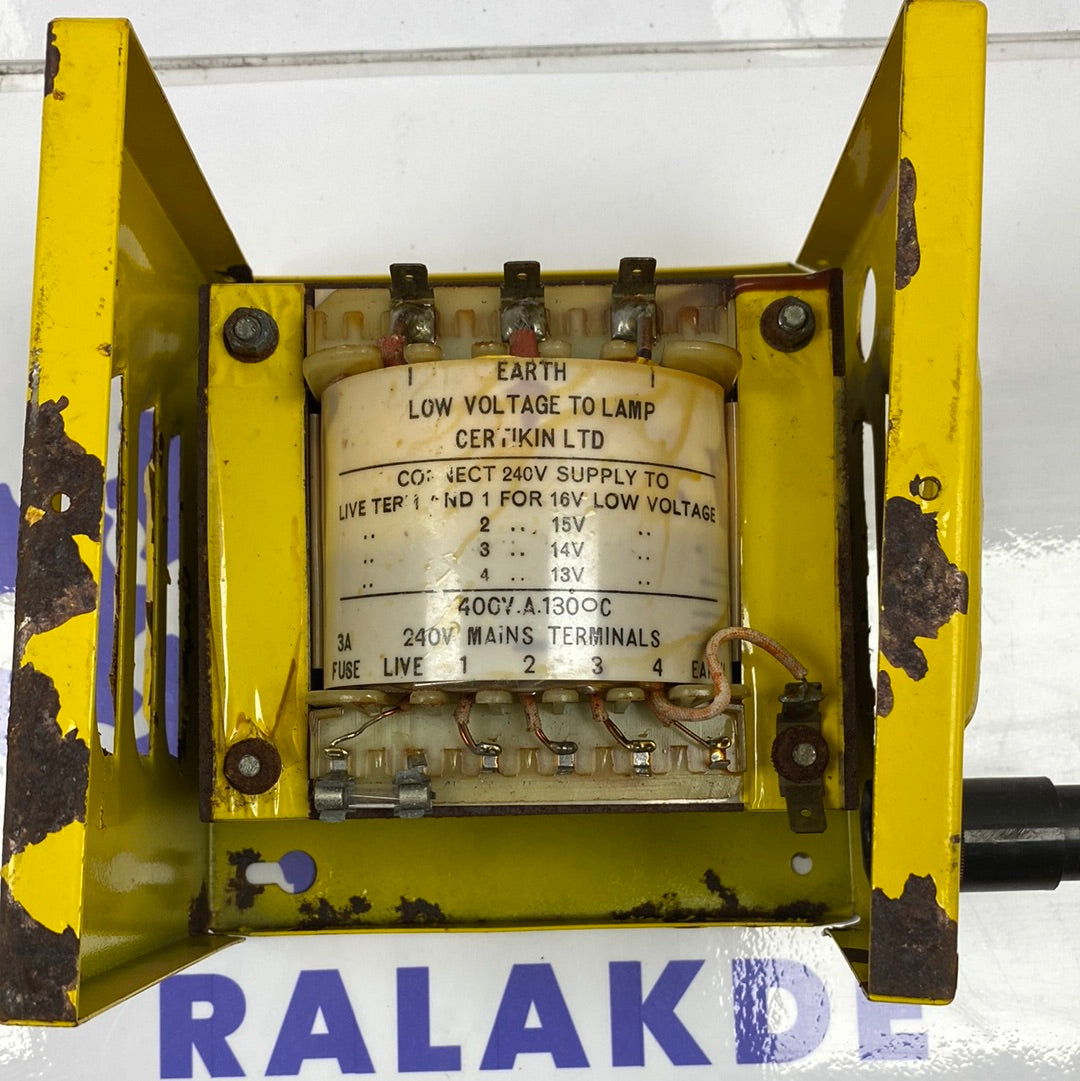 EARTH
LOW VOLTAGE TO LAMP
CERTIKIN LTD
CONNECT 240V SUPPLY TO
LIVE TERM AND 1 FOR 16V LOW VOLTAGE
.. 2 .. 15V ..
.. 3 .. 14V ..
.. 4 .. 13V ..
400V.A.130°C
240V MAINS TERMINALS
3A
FUSE LIVE 1 2 3 4
RALAKDE